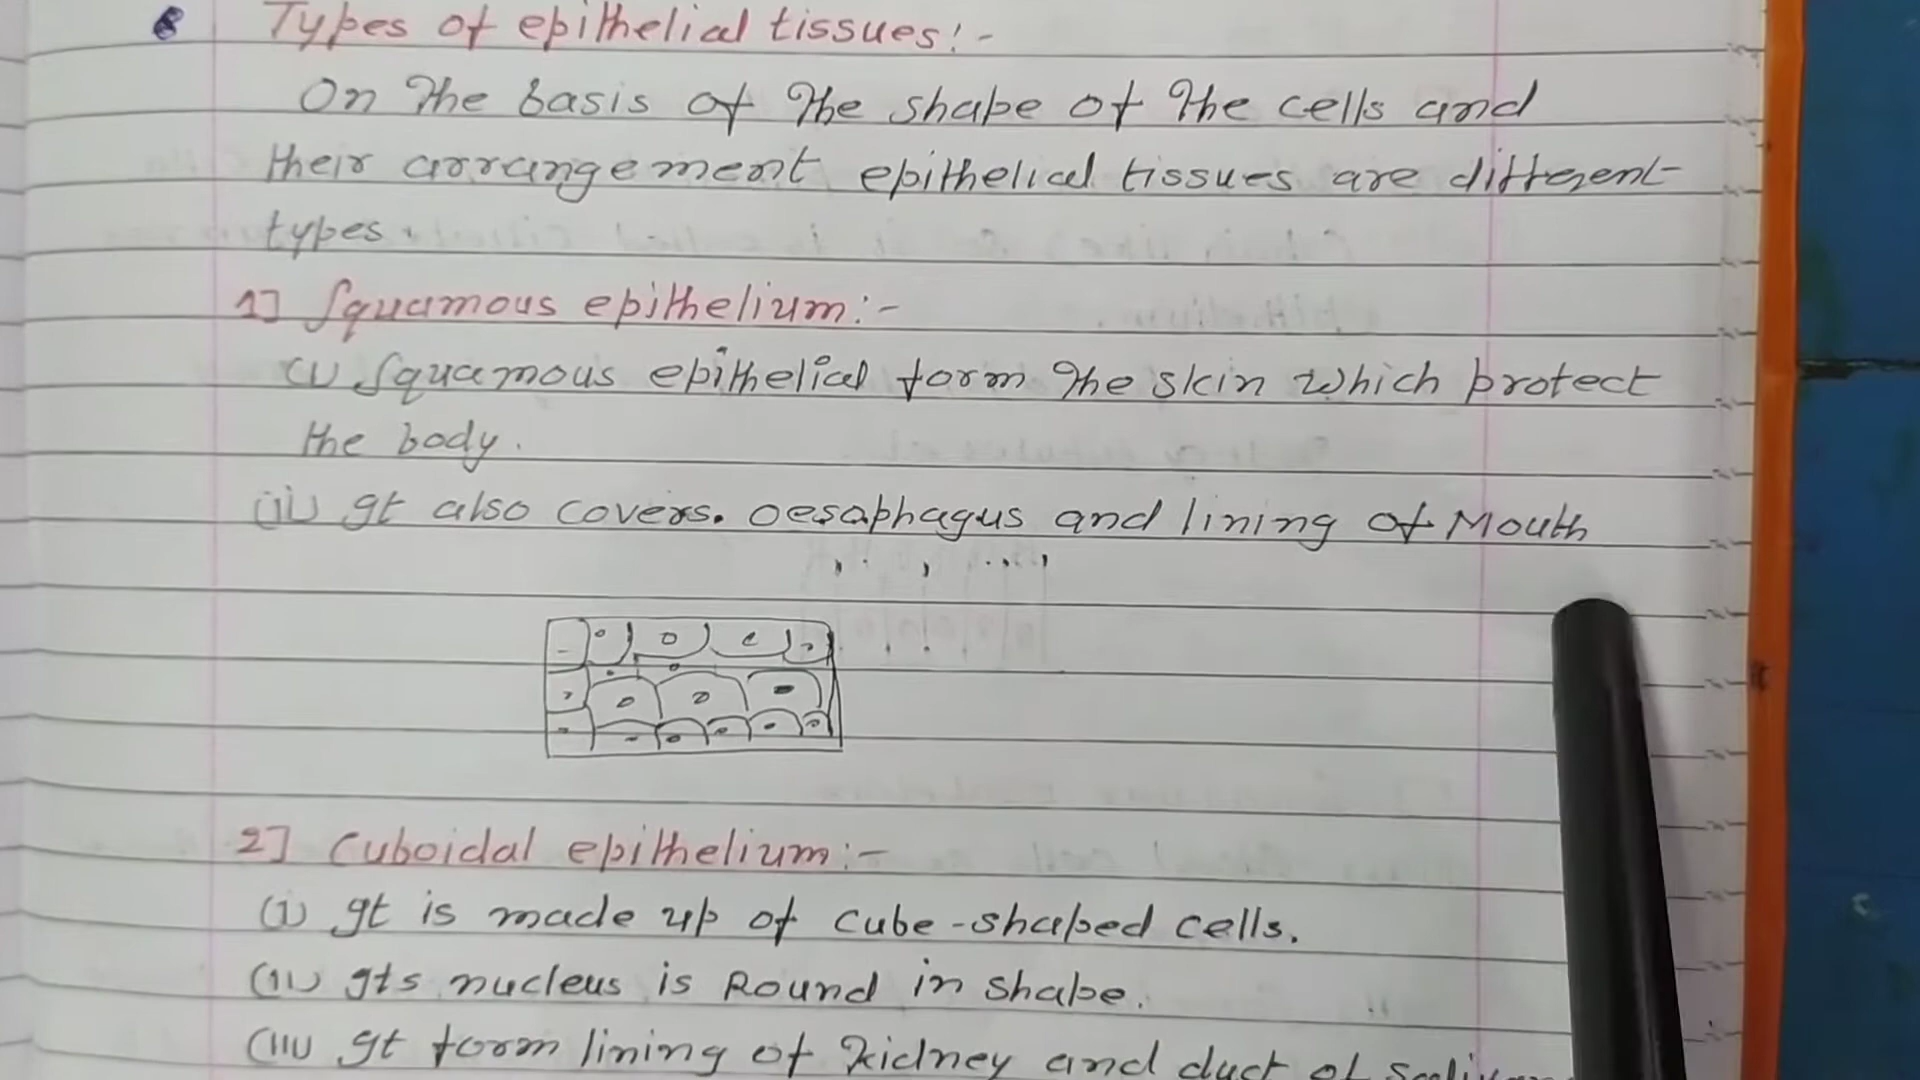 Types of epithelial tissues:-
On the basis of the shape of the cells and
their arrangement epithelial tissues are different
types.
1] Squamous epithelium:-
(i) Squamous epithelial form the skin which protect
the body.
(ii) It also covers. oesaphagus and lining of Mouth
2] Cuboidal epithelium:-
(i) It is made up of cube-shaped cells.
(ii) Its nucleus is Round in shape.
(iii) It form lining of kidney and duct of